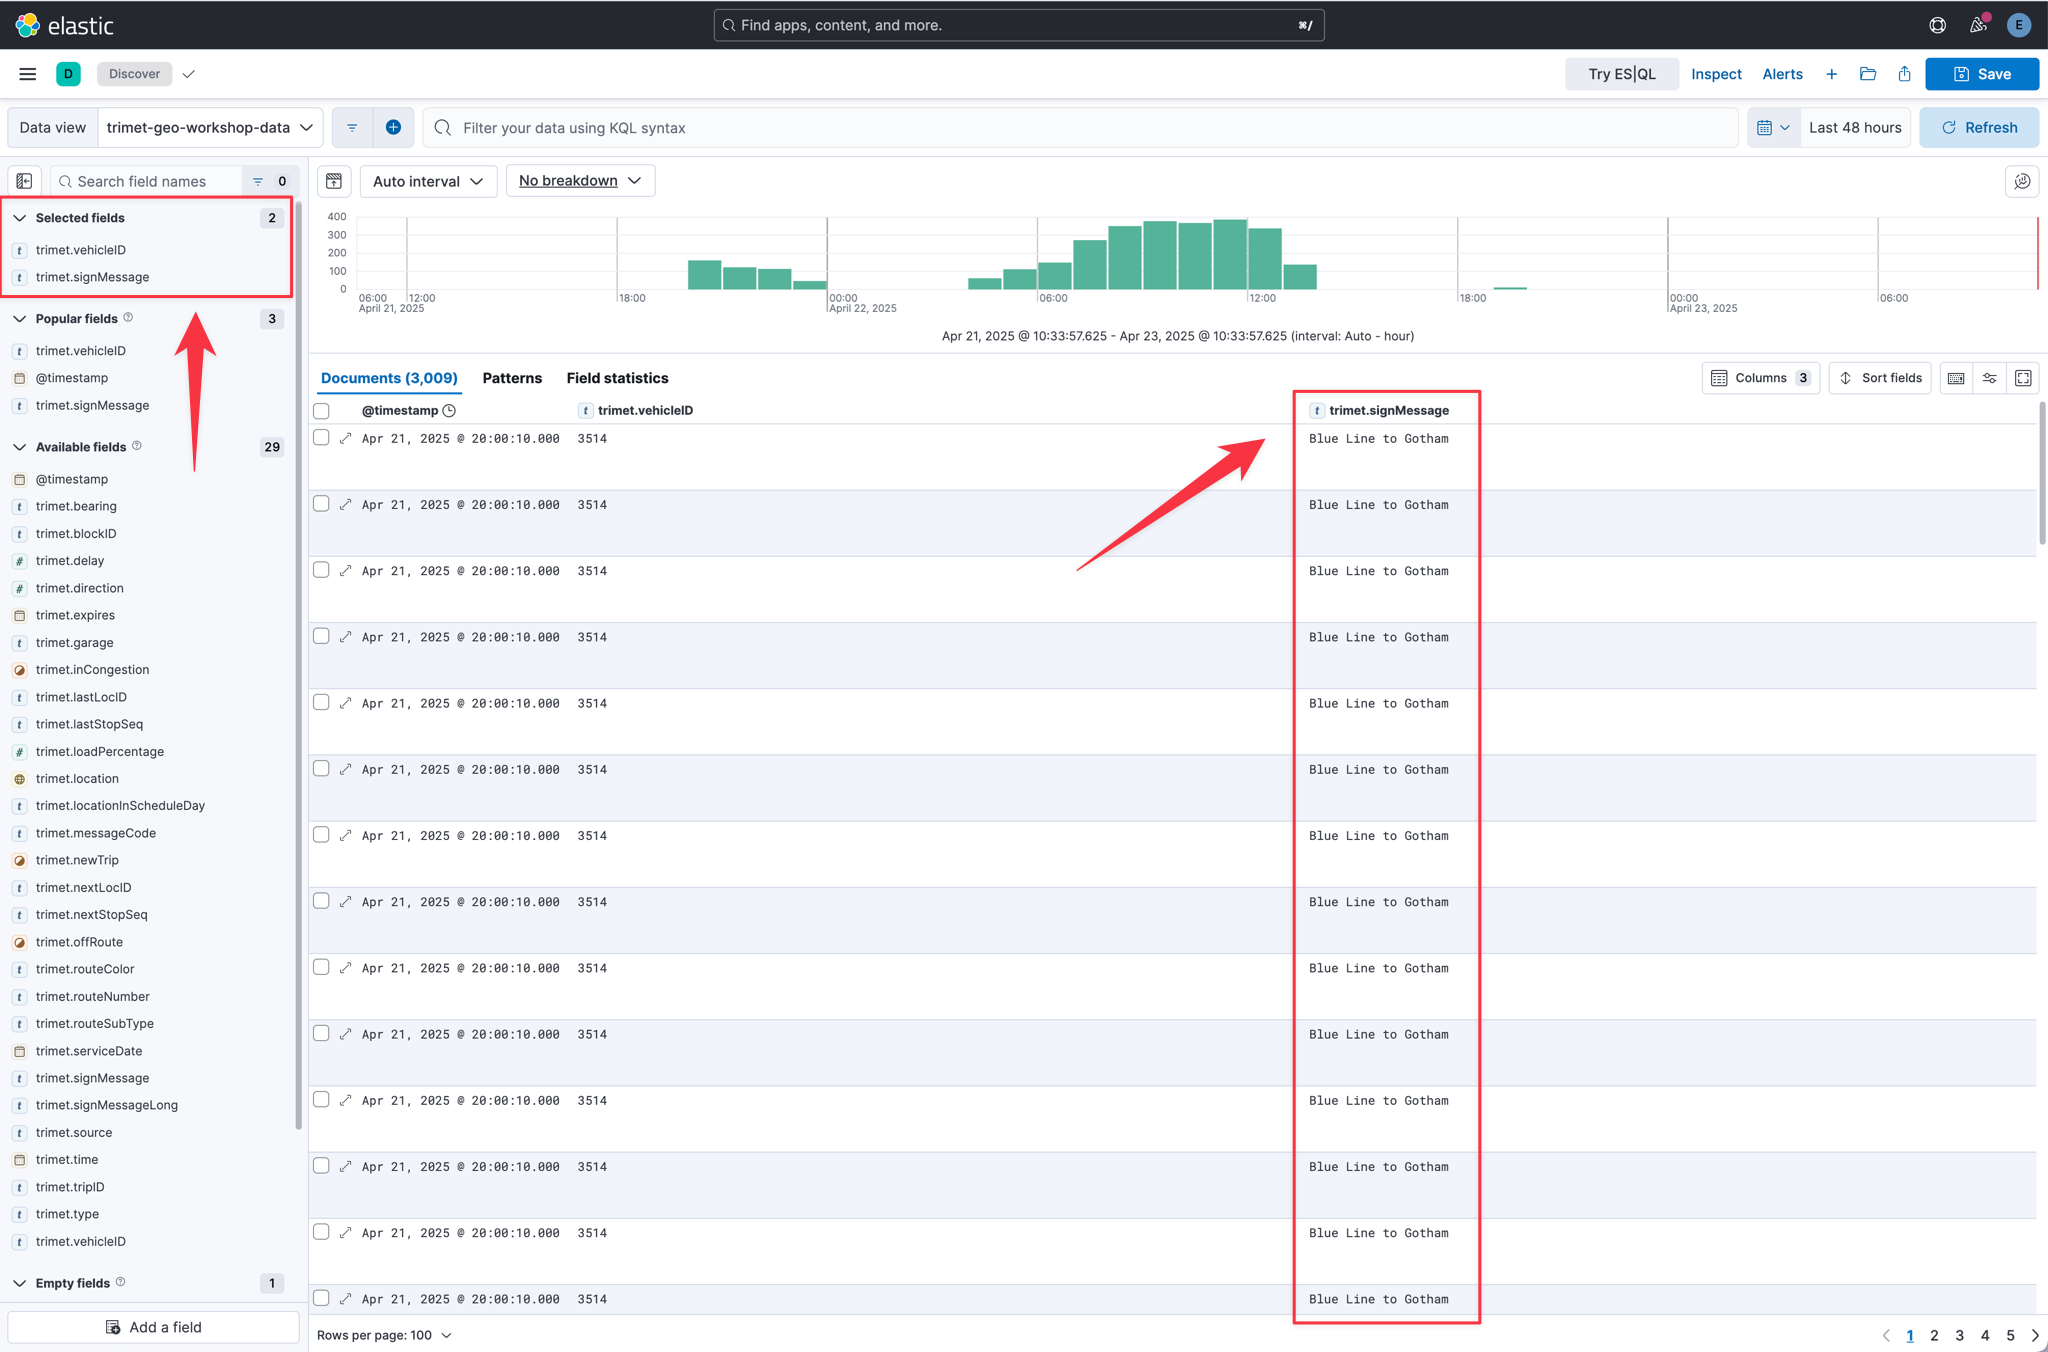 elastic
Find apps, content, and more.
⌘/
E
D
Discover
Try ES|QL
Inspect
Alerts
Save
Data view
trimet-geo-workshop-data
Filter your data using KQL syntax
Last 48 hours
Refresh
Search field names
0
Selected fields
2
trimet.vehicleID
trimet.signMessage
Popular fields
3
trimet.vehicleID
@timestamp
trimet.signMessage
Available fields
29
@timestamp
trimet.bearing
trimet.blockID
trimet.delay
trimet.direction
trimet.expires
trimet.garage
trimet.inCongestion
trimet.lastLocID
trimet.lastStopSeq
trimet.loadPercentage
trimet.location
trimet.locationInScheduleDay
trimet.messageCode
trimet.newTrip
trimet.nextLocID
trimet.nextStopSeq
trimet.offRoute
trimet.routeColor
trimet.routeNumber
trimet.routeSubType
trimet.serviceDate
trimet.signMessage
trimet.signMessageLong
trimet.source
trimet.time
trimet.tripID
trimet.type
trimet.vehicleID
Empty fields
1
Add a field
Auto interval
No breakdown
400
300
200
100
0
06:00 12:00 18:00 00:00 06:00 12:00 18:00 00:00 06:00
April 21, 2025 April 22, 2025 April 23, 2025
Apr 21, 2025 @ 10:33:57.625 - Apr 23, 2025 @ 10:33:57.625 (interval: Auto - hour)
Documents (3,009) Patterns Field statistics
Columns 3
Sort fields
@timestamp trimet.vehicleID trimet.signMessage
Apr 21, 2025 @ 20:00:10.000 3514 Blue Line to Gotham
Apr 21, 2025 @ 20:00:10.000 3514 Blue Line to Gotham
Apr 21, 2025 @ 20:00:10.000 3514 Blue Line to Gotham
Apr 21, 2025 @ 20:00:10.000 3514 Blue Line to Gotham
Apr 21, 2025 @ 20:00:10.000 3514 Blue Line to Gotham
Apr 21, 2025 @ 20:00:10.000 3514 Blue Line to Gotham
Apr 21, 2025 @ 20:00:10.000 3514 Blue Line to Gotham
Apr 21, 2025 @ 20:00:10.000 3514 Blue Line to Gotham
Apr 21, 2025 @ 20:00:10.000 3514 Blue Line to Gotham
Apr 21, 2025 @ 20:00:10.000 3514 Blue Line to Gotham
Apr 21, 2025 @ 20:00:10.000 3514 Blue Line to Gotham
Apr 21, 2025 @ 20:00:10.000 3514 Blue Line to Gotham
Apr 21, 2025 @ 20:00:10.000 3514 Blue Line to Gotham
Apr 21, 2025 @ 20:00:10.000 3514 Blue Line to Gotham
Rows per page: 100
1 2 3 4 5